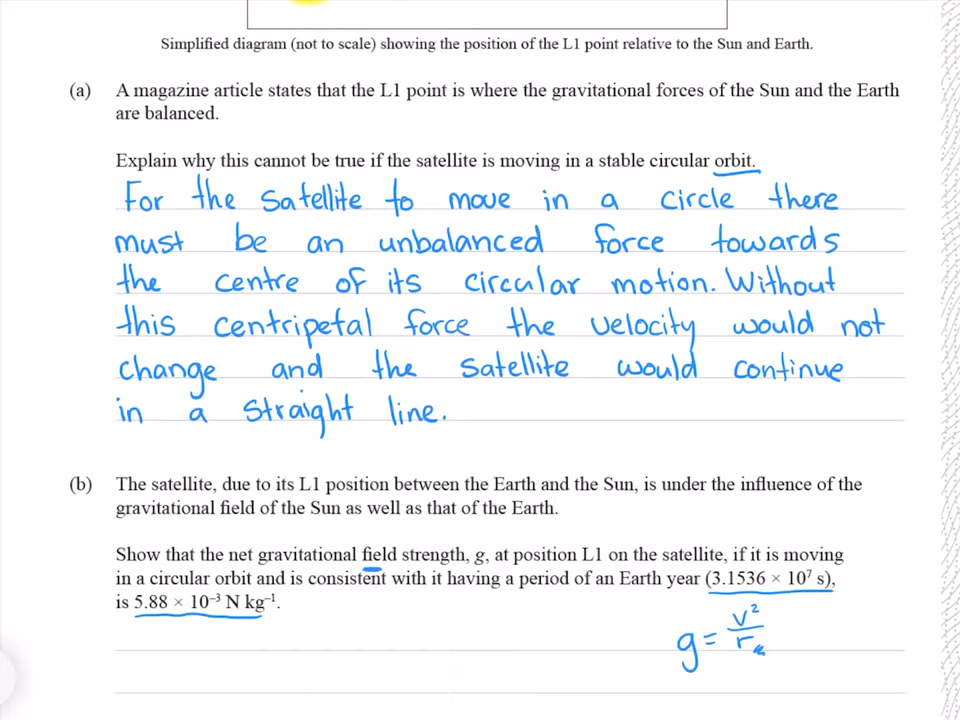 Simplified diagram (not to scale) showing the position of the L1 point relative to the Sun and Earth.
(a) A magazine article states that the L1 point is where the gravitational forces of the Sun and the Earth
are balanced.
Explain why this cannot be true if the satellite is moving in a stable circular orbit.
For the satellite to move in a circle there
must be an unbalanced force towards
the centre of its circular motion. Without
this centripetal force the velocity would not
change and the satellite would continue
in a straight line.
(b) The satellite, due to its L1 position between the Earth and the Sun, is under the influence of the
gravitational field of the Sun as well as that of the Earth.
Show that the net gravitational field strength, g, at position L1 on the satellite, if it is moving
in a circular orbit and is consistent with it having a period of an Earth year (3.1536 × 10⁷ s),
is 5.88 × 10⁻³ N kg⁻¹.
g = v²/r